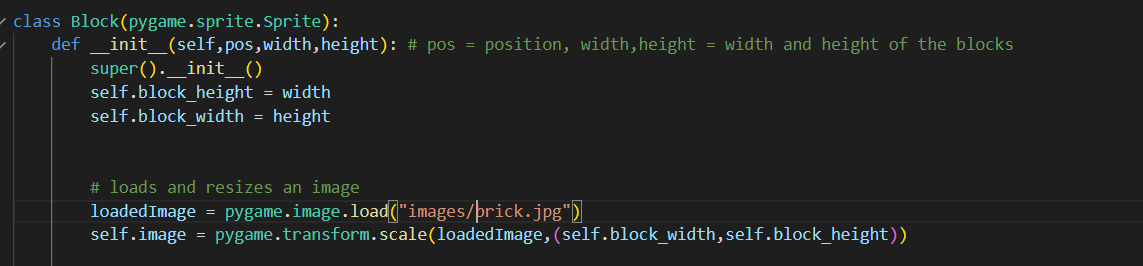 class Block(pygame.sprite.Sprite):
    def __init__(self,pos,width,height): # pos = position, width,height = width and height of the blocks
        super().__init__()
        self.block_height = width
        self.block_width = height
        # loads and resizes an image
        loadedImage = pygame.image.load("images/brick.jpg")
        self.image = pygame.transform.scale(loadedImage,(self.block_width,self.block_height))